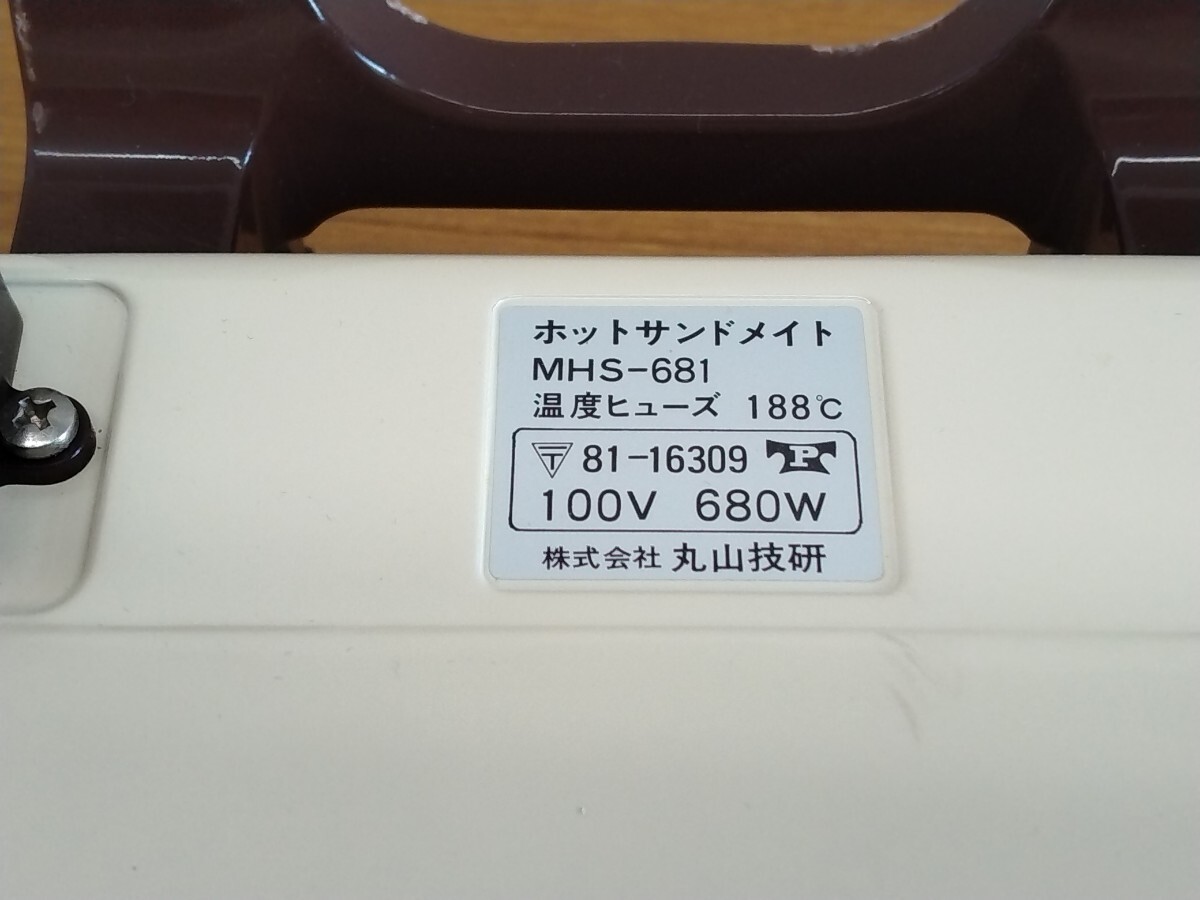 ホットサンドメイト
MHS-681
温度ヒューズ 188℃
〒 81-16309 P
100V 680W
株式会社 丸山技研